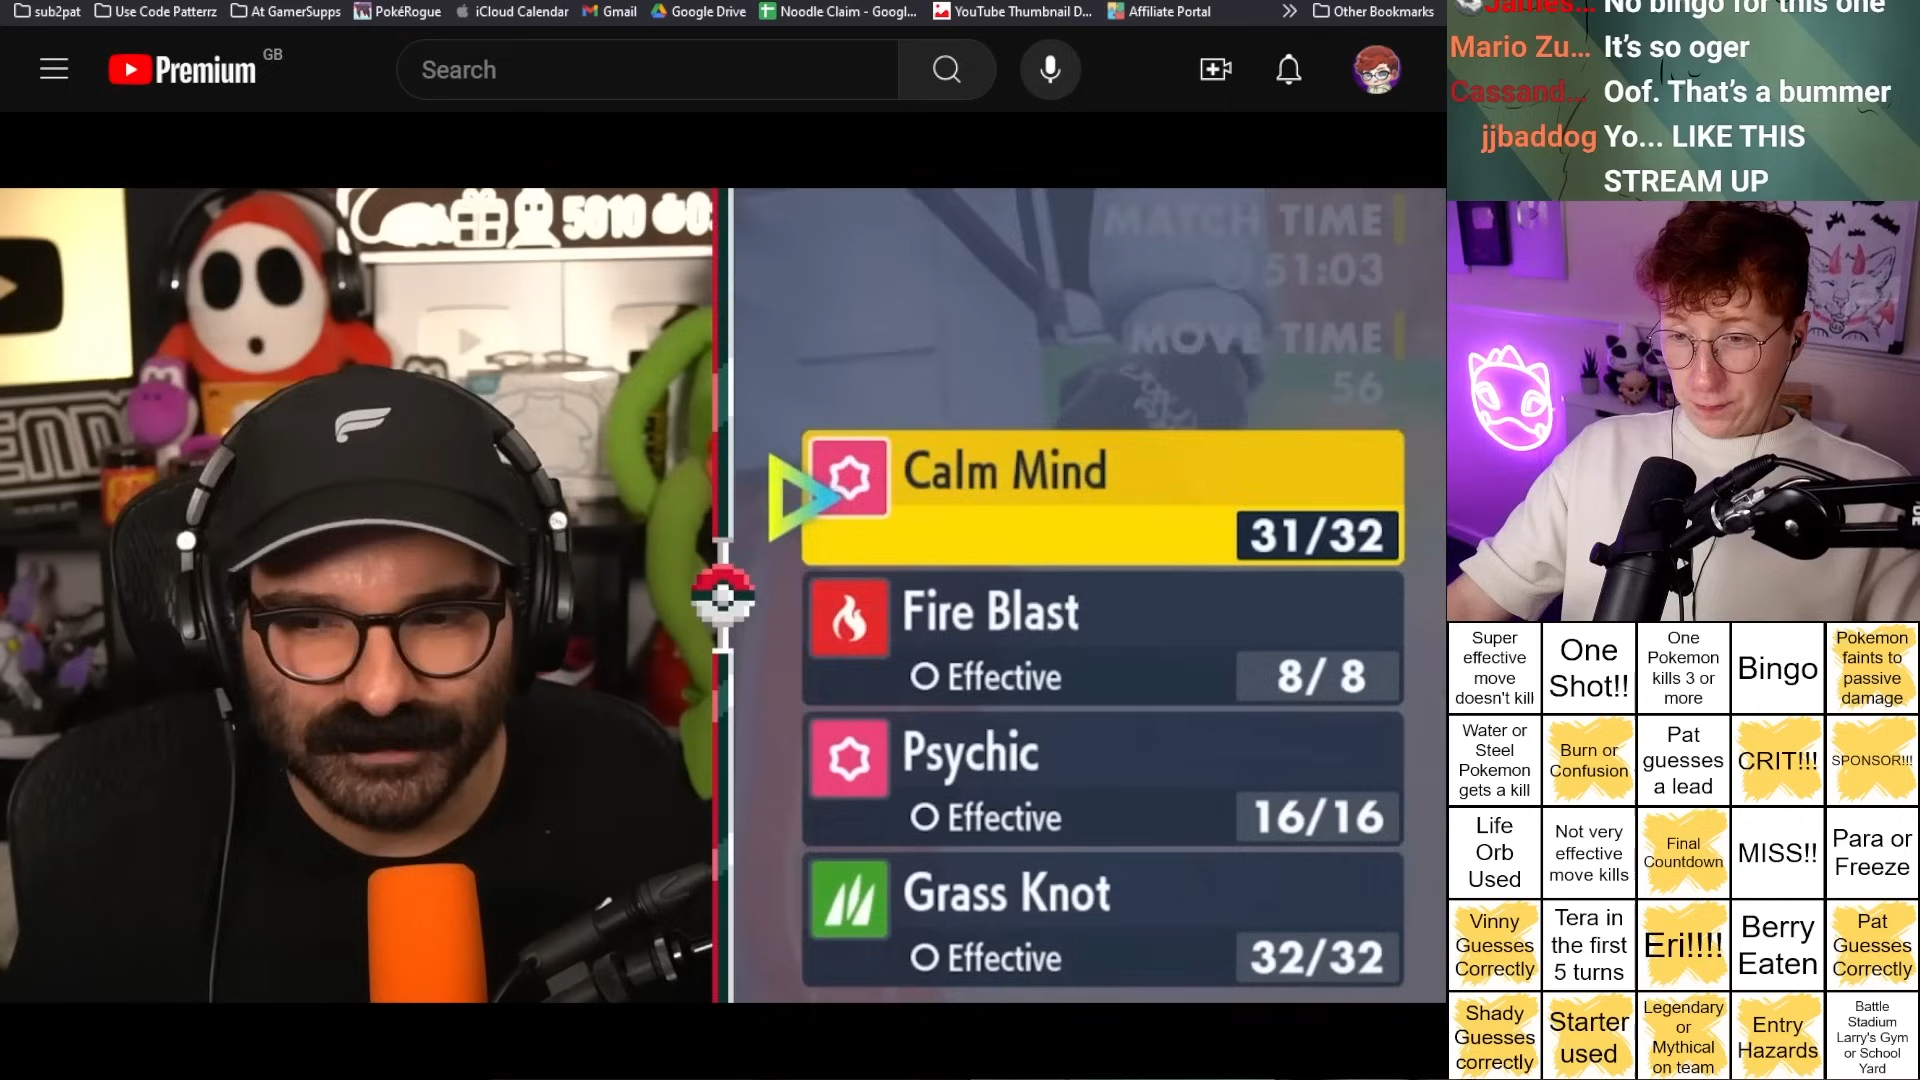 sub2pat Use Code Patterrz At GamerSupps PokéRogue iCloud Calendar Gmail Google Drive Noodle Claim - Googl... YouTube Thumbnail D... Affiliate Portal Other Bookmarks
Premium GB
Search
5010
MATCH TIME
51:03
MOVE TIME
56
Calm Mind
31/32
Fire Blast
Effective 8/ 8
Psychic
Effective 16/16
Grass Knot
Effective 32/32
James... No bingo for this one
Mario Zu... It's so oger
Cassand... Oof. That's a bummer
jjbaddog Yo... LIKE THIS
STREAM UP
Super
effective
move
doesn't kill
One
Shot!!
One
Pokemon
kills 3 or
more
Bingo
Pokemon
faints to
passive
damage
Water or
Steel
Pokemon
gets a kill
Burn or
Confusion
Pat
guesses
a lead
CRIT!!!
SPONSOR!!!
Life
Orb
Used
Not very
effective
move kills
Final
Countdown
MISS!!
Para or
Freeze
Vinny
Guesses
Correctly
Tera in
the first
5 turns
Eri!!!!
Berry
Eaten
Pat
Guesses
Correctly
Shady
Guesses
correctly
Starter
used
Legendary
or
Mythical
on team
Entry
Hazards
Battle
Stadium
Larry's Gym
or School
Yard